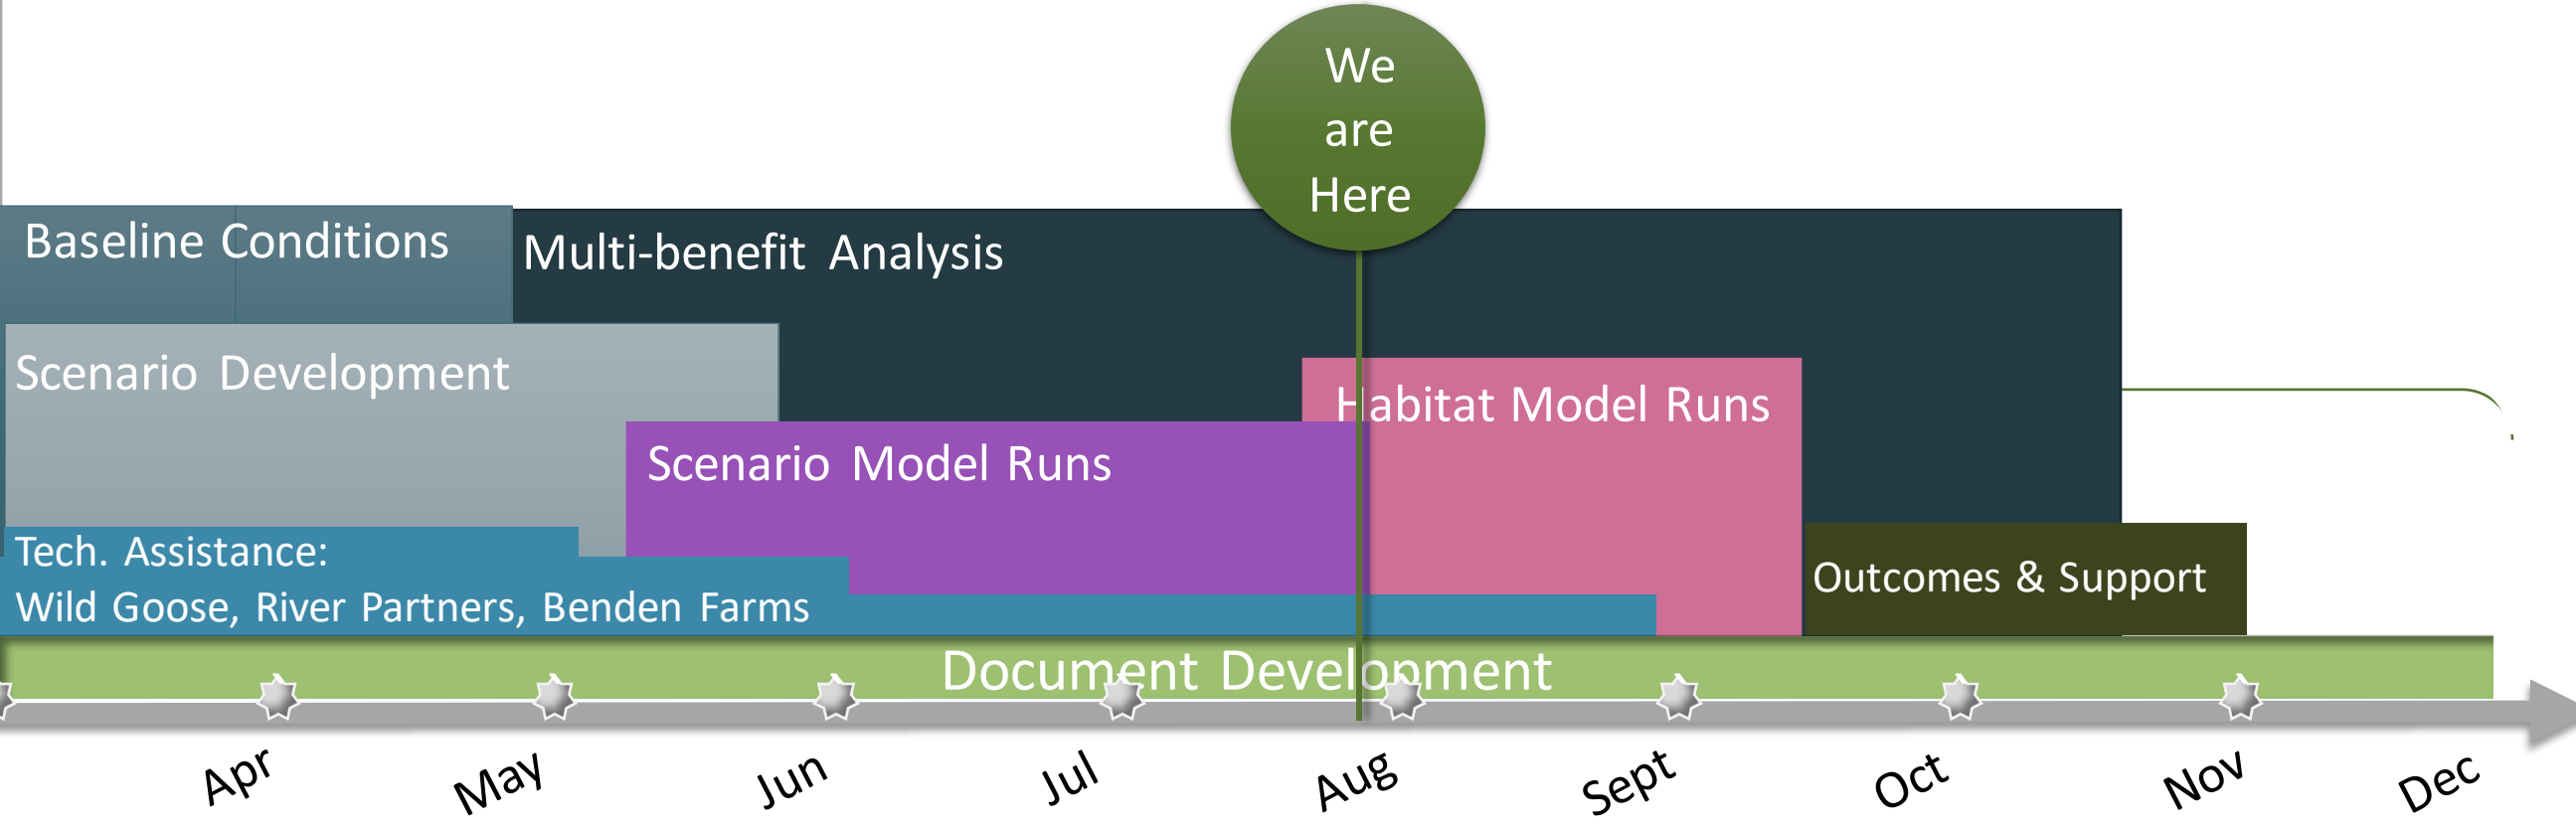 We
are
Here
Baseline Conditions
Multi-benefit Analysis
Scenario Development
Habitat Model Runs
Scenario Model Runs
Tech. Assistance:
Wild Goose, River Partners, Benden Farms
Outcomes & Support
Document Development
Apr
May
Jun
Jul
Aug
Sept
Oct
Nov
Dec